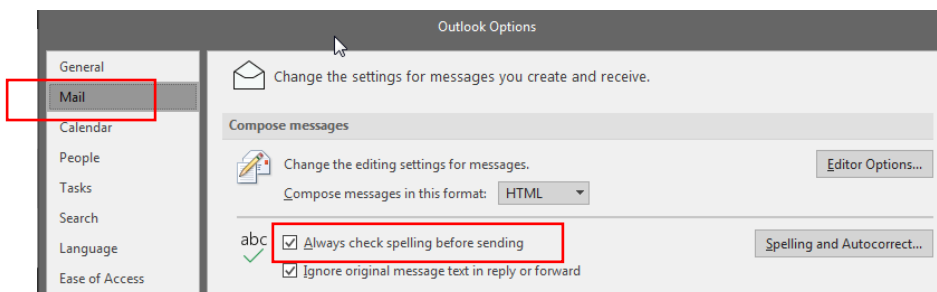 Outlook Options
General
Mail
Calendar
People
Tasks
Search
Language
Ease of Access
Change the settings for messages you create and receive.
Compose messages
Change the editing settings for messages.
Editor Options...
Compose messages in this format: HTML
abc
Always check spelling before sending
Spelling and Autocorrect...
Ignore original message text in reply or forward